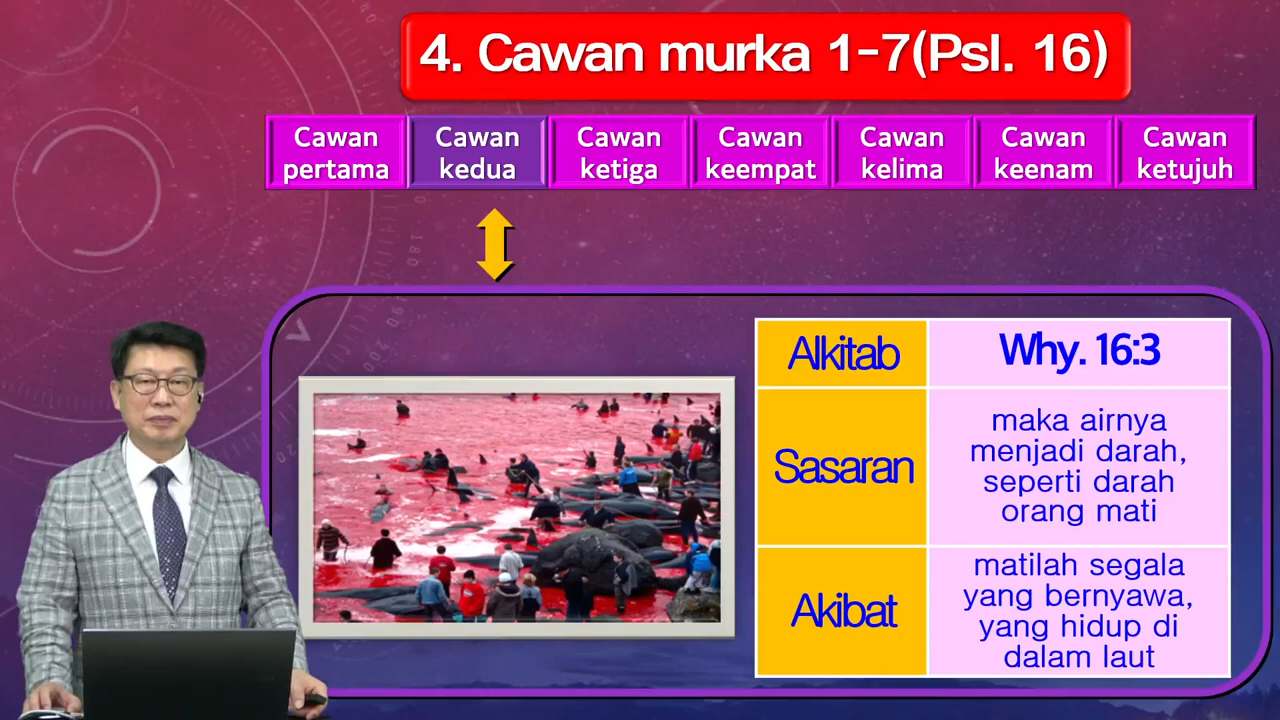 4. Cawan murka 1-7(Psl. 16)
Cawan pertama
Cawan kedua
Cawan ketiga
Cawan keempat
Cawan kelima
Cawan keenam
Cawan ketujuh
Alkitab
Why. 16:3
Sasaran
maka airnya
menjadi darah,
seperti darah
orang mati
Akibat
matilah segala
yang bernyawa,
yang hidup di
dalam laut